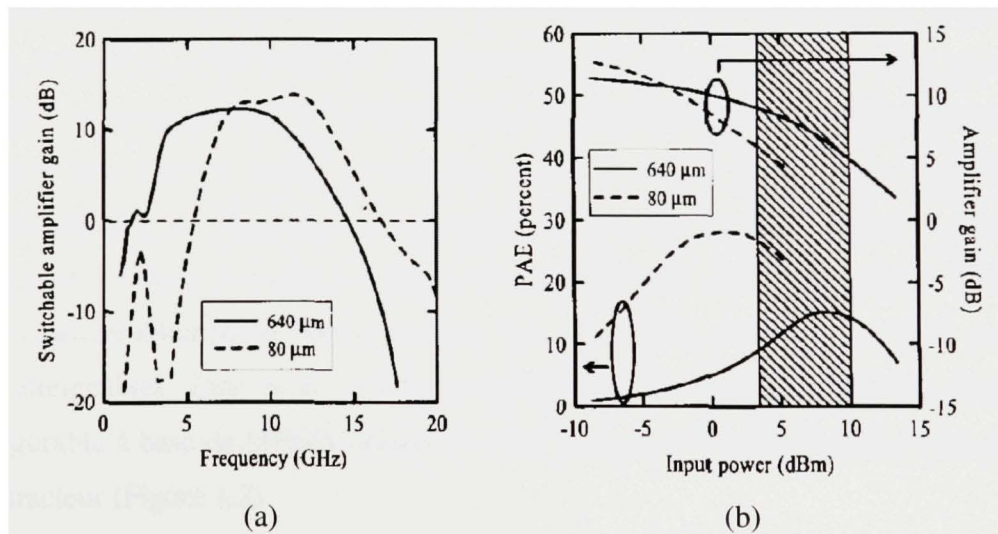 Switchable amplifier gain (dB)
20
10
0
-10
-20
640 μm
80 μm
0
5
10
15
20
Frequency (GHz)
(a)
PAE (percent)
60
50
40
30
20
10
0
640 μm
80 μm
-10
-5
0
5
10
15
Input power (dBm)
15
10
5
0
-5
-10
-15
Amplifier gain (dB)
(b)